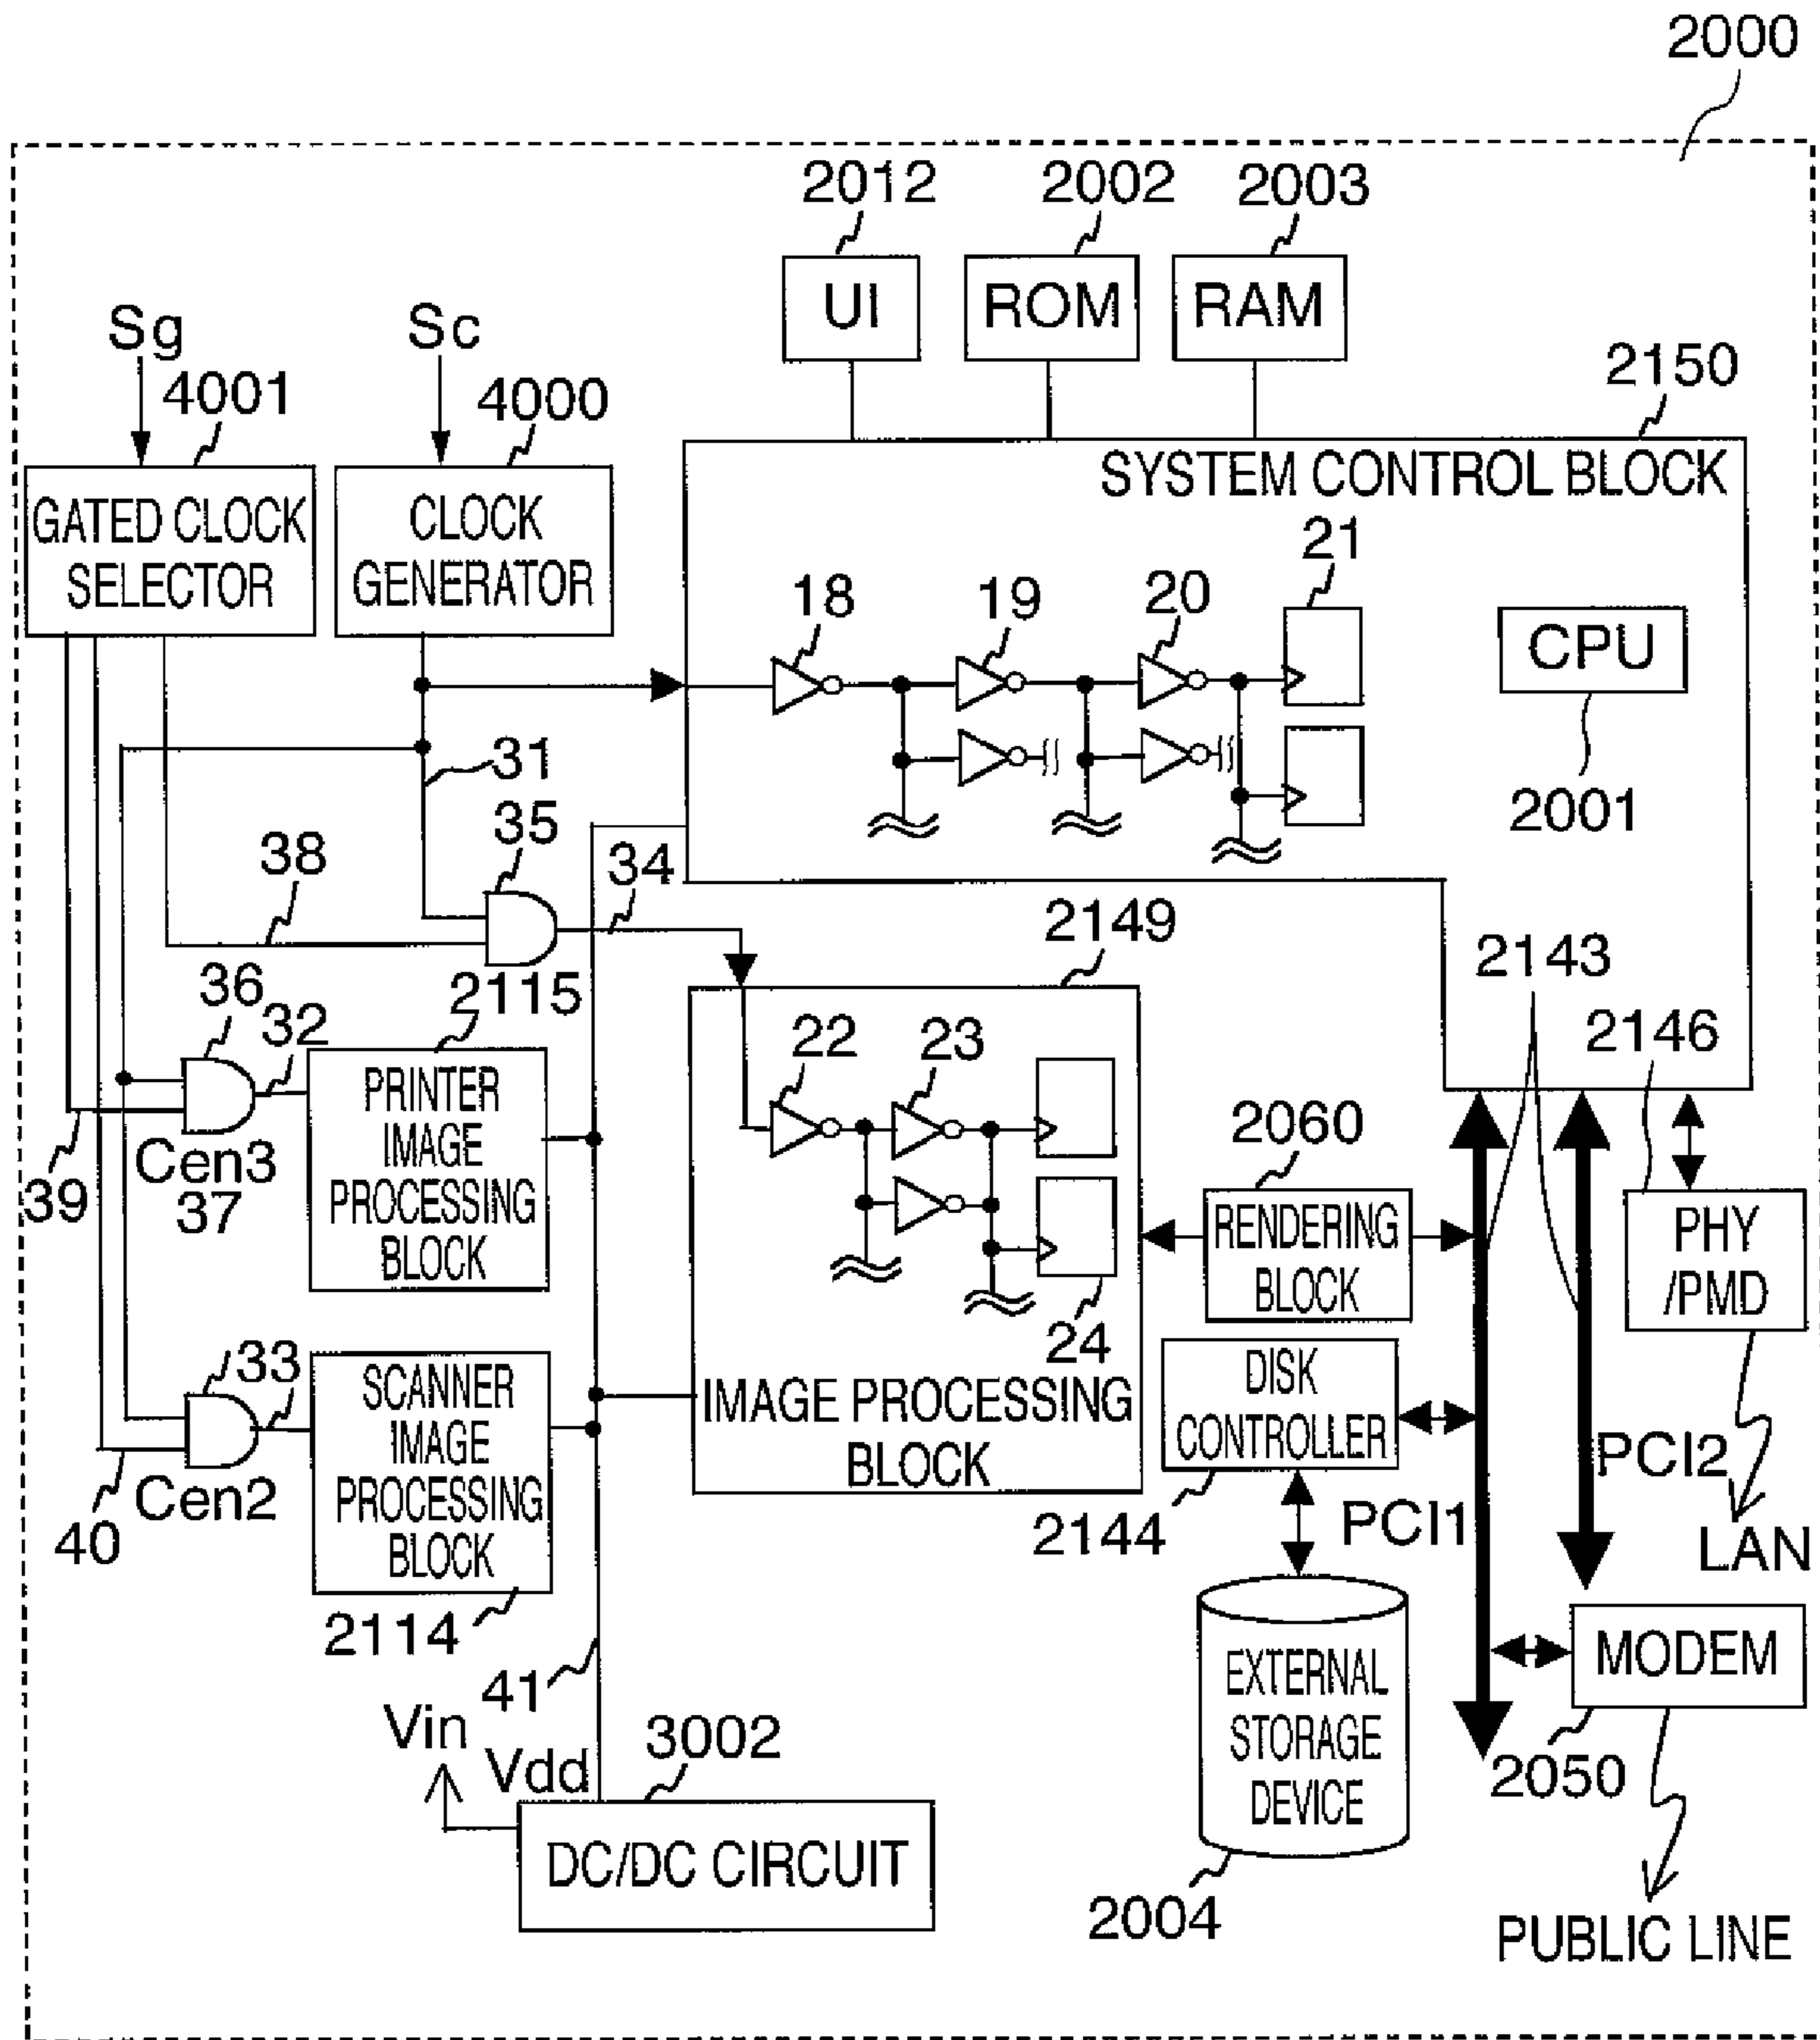 2000
2012
2002
2003
UI
ROM
RAM
Sg
Sc
4001
4000
2150
GATED CLOCK
SELECTOR
CLOCK
GENERATOR
SYSTEM CONTROL BLOCK
18
19
20
21
CPU
2001
31
35
34
38
2149
2143
36
32
2115
2146
PRINTER
IMAGE
PROCESSING
BLOCK
22
23
39
Cen3
37
2060
RENDERING
BLOCK
PHY
/PMD
24
33
SCANNER
IMAGE
PROCESSING
BLOCK
IMAGE PROCESSING
BLOCK
DISK
CONTROLLER
40
Cen2
2144
PCI1
PCI2
LAN
2114
41
EXTERNAL
STORAGE
DEVICE
MODEM
2050
Vin
Vdd
3002
DC/DC CIRCUIT
2004
PUBLIC LINE